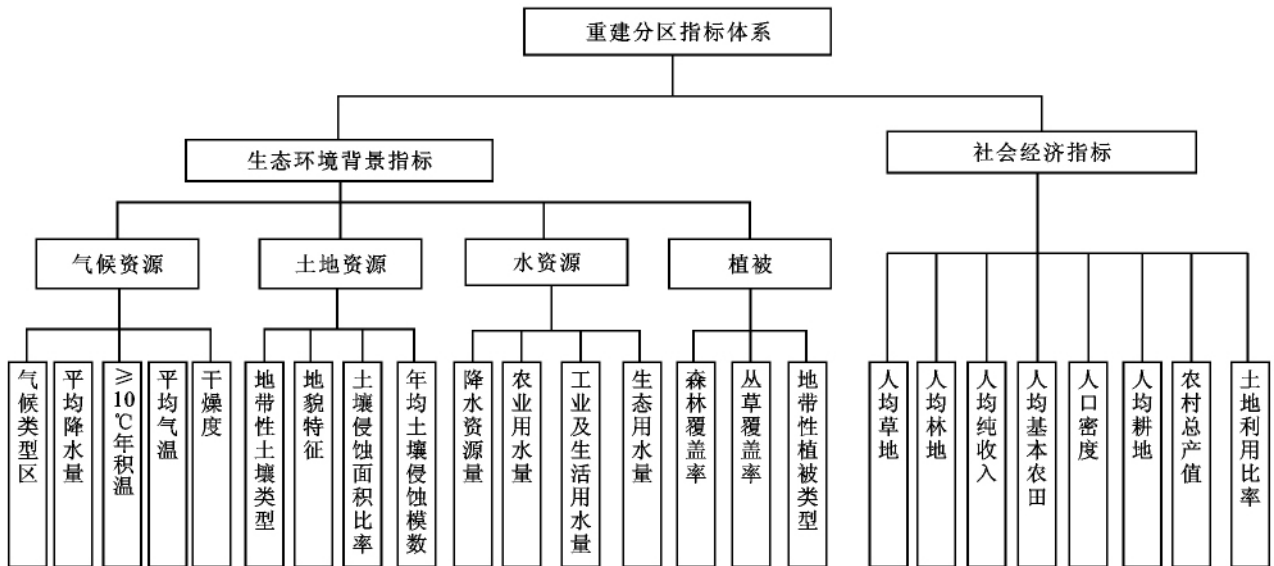 重建分区指标体系
生态环境背景指标
社会经济指标
气候资源
土地资源
水资源
植被
气候类型区
平均降水量
≥10℃年积温
平均气温
干燥度
地带性土壤类型
地貌特征
土壤侵蚀面积比率
年均土壤侵蚀模数
降水资源量
农业用水量
工业及生活用水量
生态用水量
森林覆盖率
丛草覆盖率
地带性植被类型
人均草地
人均林地
人均纯收入
人均基本农田
人口密度
人均耕地
农村总产值
土地利用比率